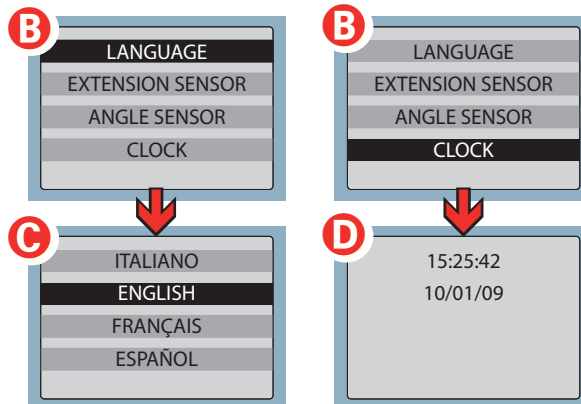 B
LANGUAGE
EXTENSION SENSOR
ANGLE SENSOR
CLOCK
B
LANGUAGE
EXTENSION SENSOR
ANGLE SENSOR
CLOCK
C
ITALIANO
ENGLISH
FRANÇAIS
ESPAÑOL
D
15:25:42
10/01/09